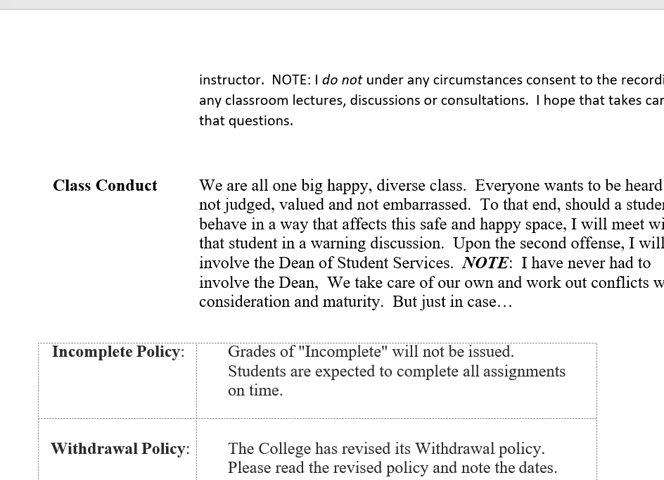 instructor.  NOTE: I do not under any circumstances consent to the
any classroom lectures, discussions or consultations.  I hope that takes
that questions.
Class Conduct
We are all one big happy, diverse class.  Everyone wants to be heard
not judged, valued and not embarrassed.  To that end, should a
behave in a way that affects this safe and happy space, I will meet
that student in a warning discussion.  Upon the second offense, I will
involve the Dean of Student Services.  NOTE:  I have never had to
involve the Dean,  We take care of our own and work out conflicts
consideration and maturity.  But just in case…
Incomplete Policy:
Grades of "Incomplete" will not be issued.
Students are expected to complete all assignments
on time.
Withdrawal Policy:
The College has revised its Withdrawal policy.
Please read the revised policy and note the dates.